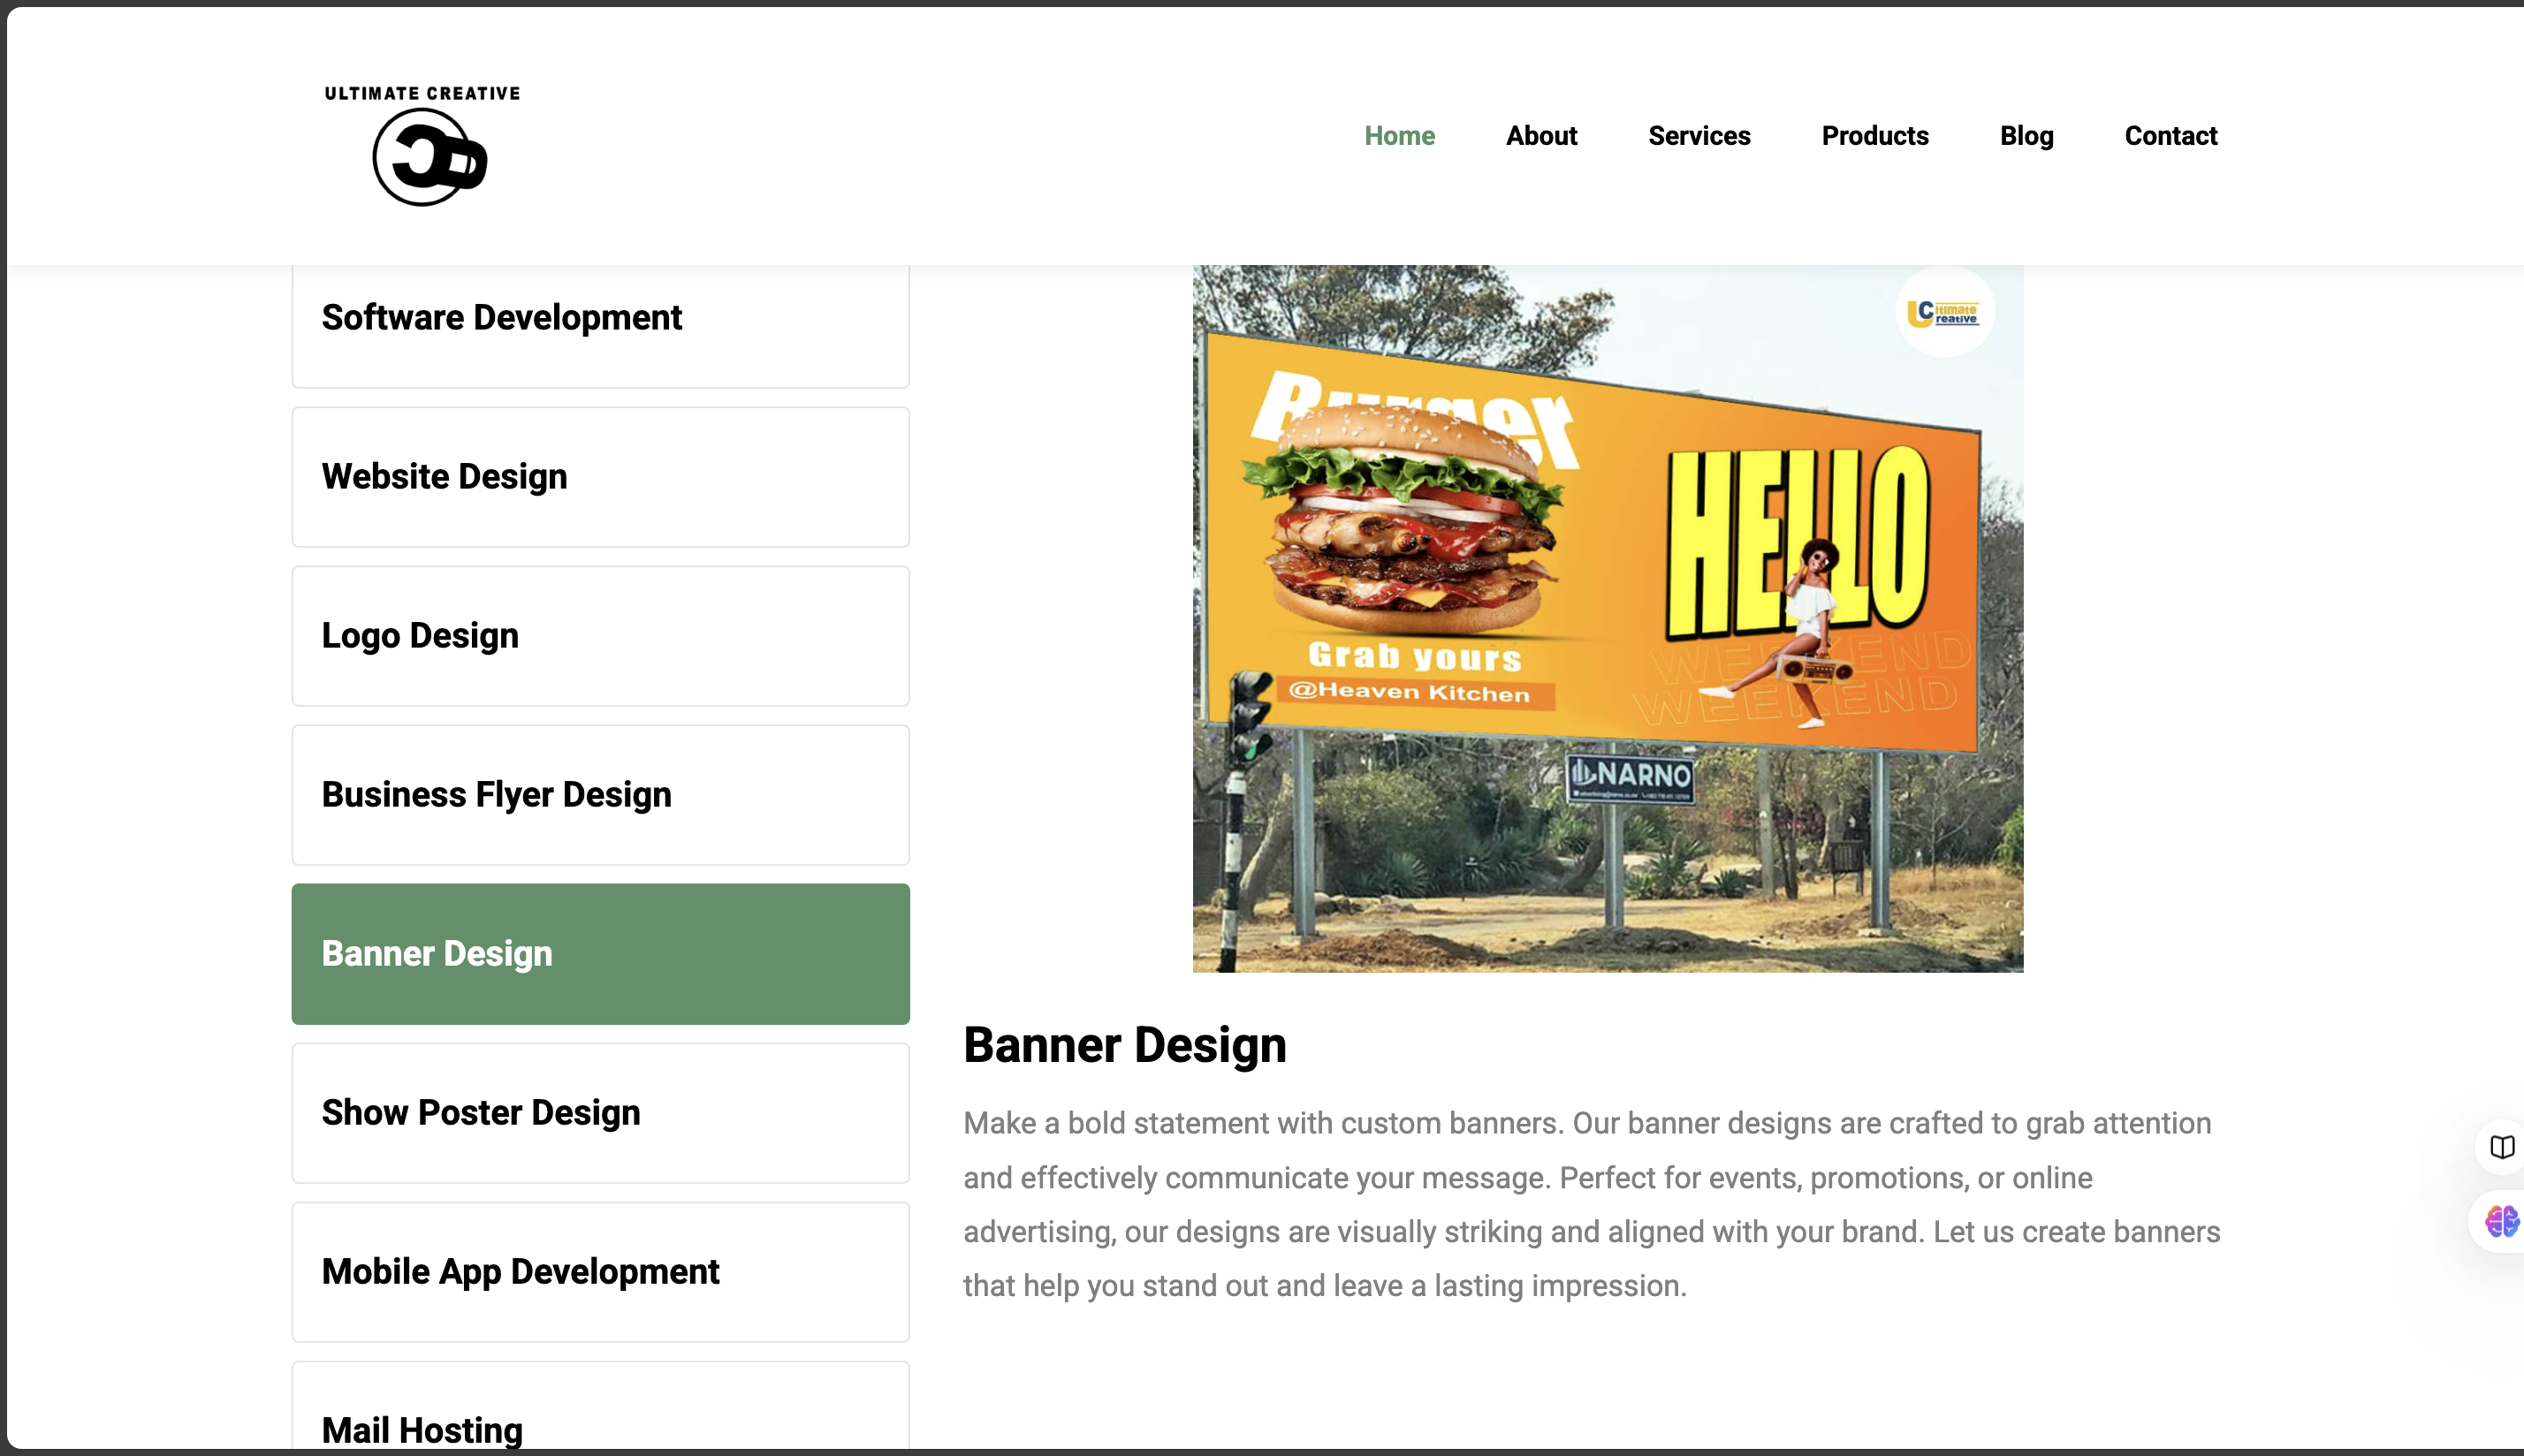 ULTIMATE CREATIVE
Home
About
Services
Products
Blog
Contact
Software Development
Website Design
Logo Design
Business Flyer Design
Banner Design
Show Poster Design
Mobile App Development
Mail Hosting
UCltimate
reative
Burger
HELLO
Grab yours
@Heaven Kitchen
WEEKEND
WEEKEND
NARNO
Banner Design
Make a bold statement with custom banners. Our banner designs are crafted to grab attention
and effectively communicate your message. Perfect for events, promotions, or online
advertising, our designs are visually striking and aligned with your brand. Let us create banners
that help you stand out and leave a lasting impression.